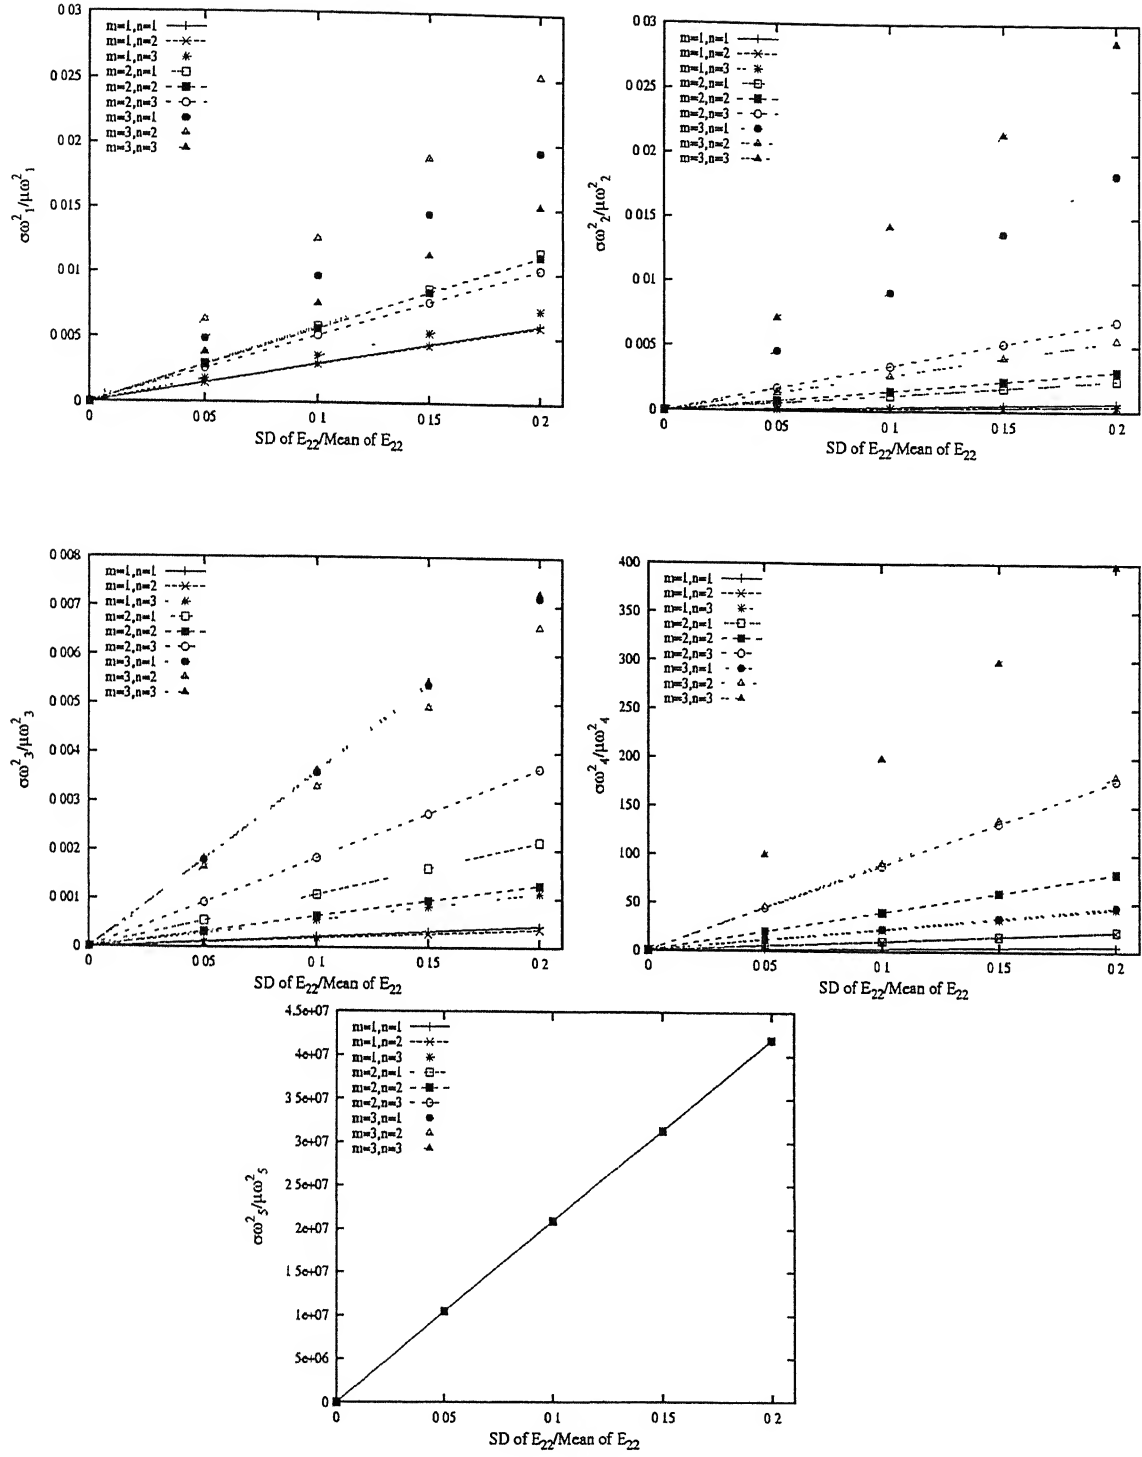 0 03
0 025
0 02
0 015
0 01
0 005
0
σω²₁/μω²₁
m=1,n=1
m=1,n=2
m=1,n=3
m=2,n=1
m=2,n=2
m=2,n=3
m=3,n=1
m=3,n=2
m=3,n=3
0 0 05 0 1 0 15 0 2
SD of E₂₂/Mean of E₂₂
0 03
0 025
0 02
0 015
0 01
0 005
0
σω²₂/μω²₂
m=1,n=1
m=1,n=2
m=1,n=3
m=2,n=1
m=2,n=2
m=2,n=3
m=3,n=1
m=3,n=2
m=3,n=3
0 0 05 0 1 0 15 0 2
SD of E₂₂/Mean of E₂₂
0 008
0 007
0 006
0 005
0 004
0 003
0 002
0 001
0
σω²₃/μω²₃
m=1,n=1
m=1,n=2
m=1,n=3
m=2,n=1
m=2,n=2
m=2,n=3
m=3,n=1
m=3,n=2
m=3,n=3
0 0 05 0 1 0 15 0 2
SD of E₂₂/Mean of E₂₂
400
350
300
250
200
150
100
50
0
σω²₄/μω²₄
m=1,n=1
m=1,n=2
m=1,n=3
m=2,n=1
m=2,n=2
m=2,n=3
m=3,n=1
m=3,n=2
m=3,n=3
0 0 05 0 1 0 15 0 2
SD of E₂₂/Mean of E₂₂
4.5e+07
4e+07
3 5e+07
3e+07
2 5e+07
2e+07
1 5e+07
1e+07
5e+06
0
σω²₅/μω²₅
m=1,n=1
m=1,n=2
m=1,n=3
m=2,n=1
m=2,n=2
m=2,n=3
m=3,n=1
m=3,n=2
m=3,n=3
0 0 05 0 1 0 15 0 2
SD of E₂₂/Mean of E₂₂